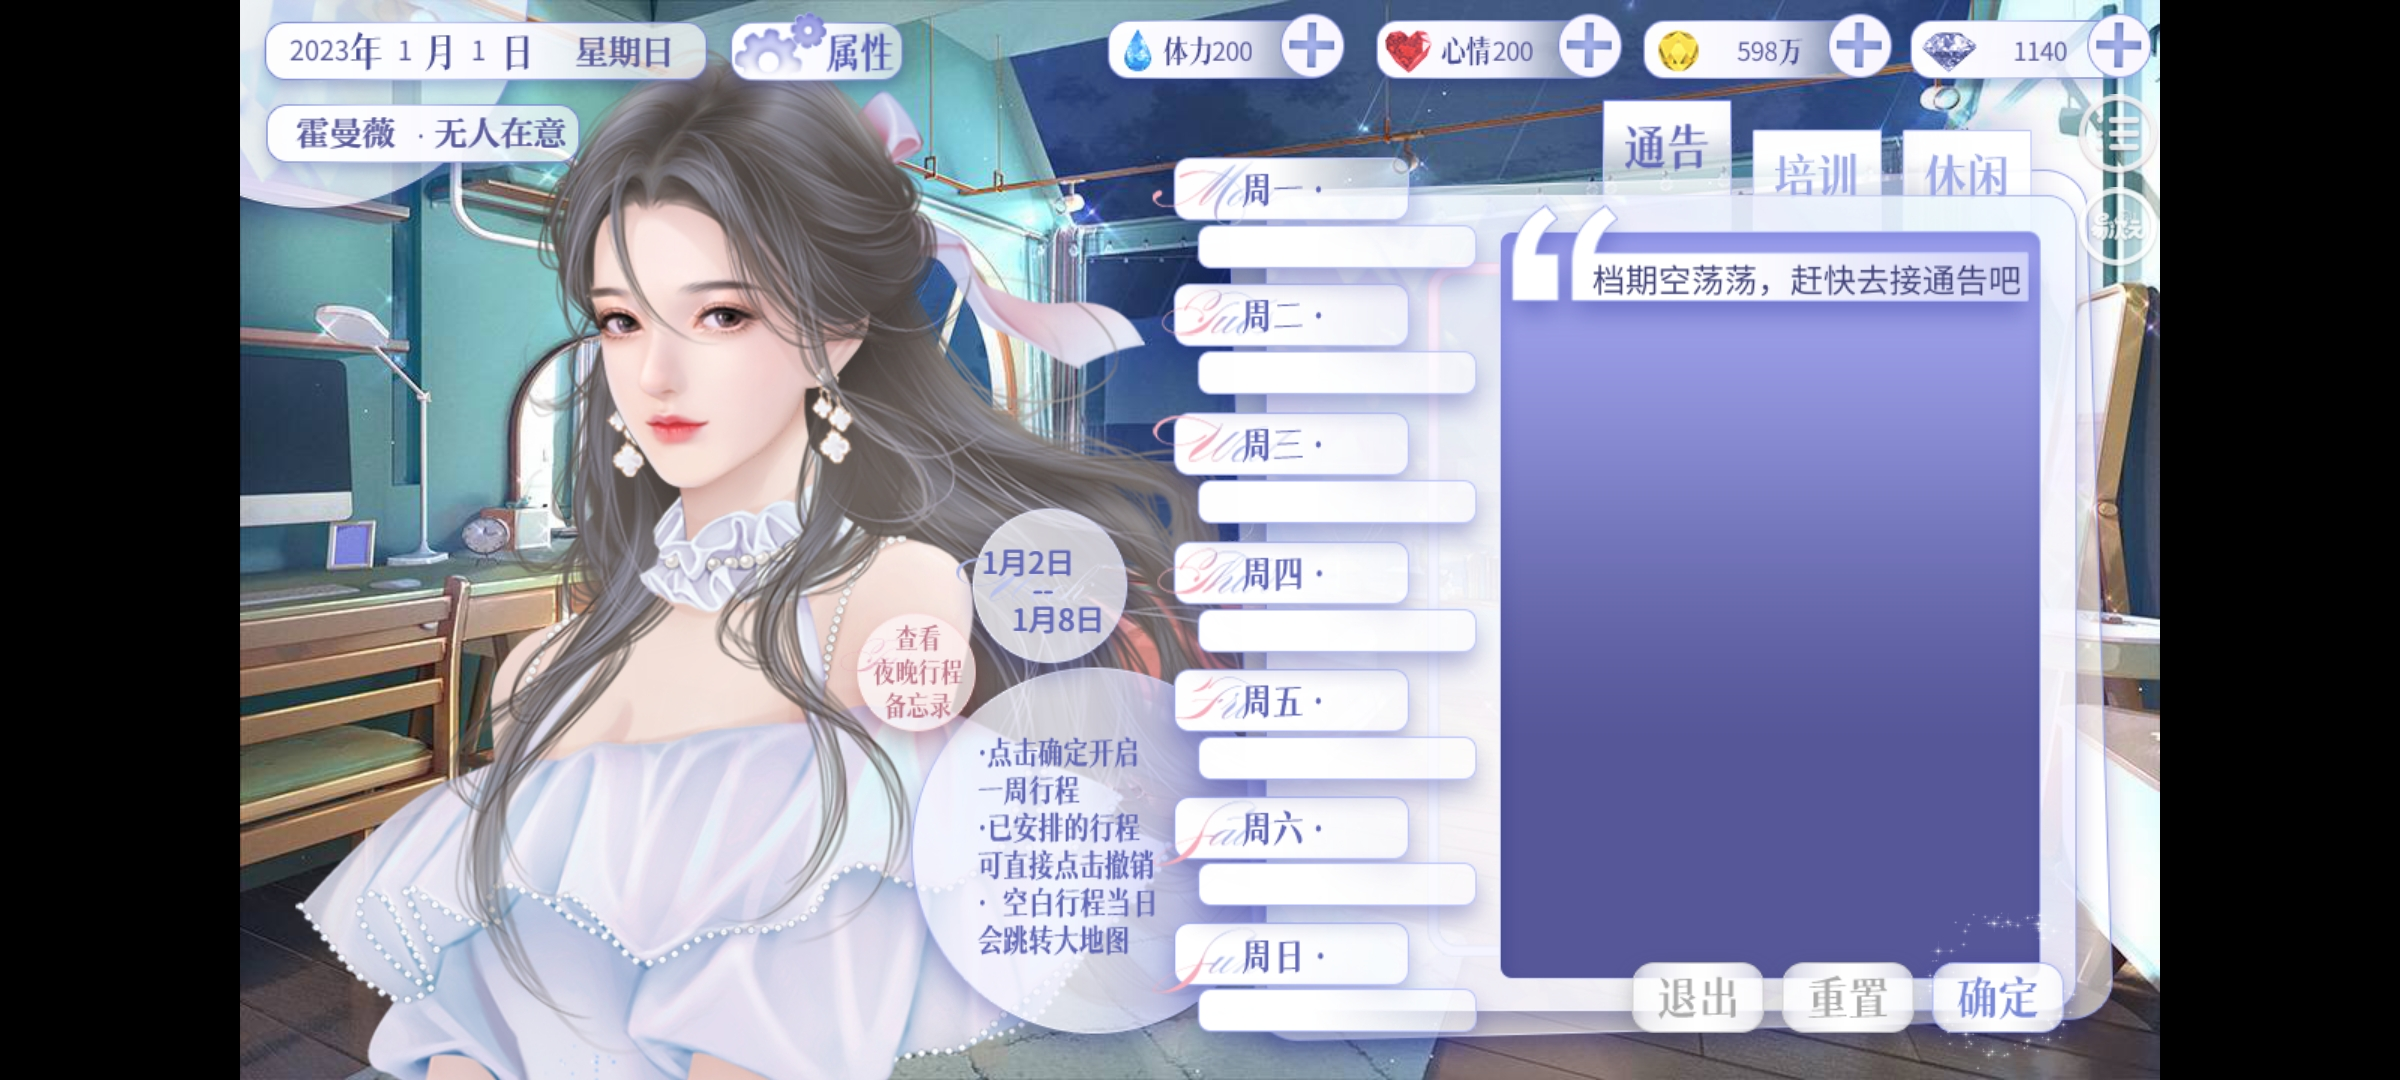 2023年 1 月 1 日 星期日
属性
体力200
心情200
598万
1140
霍曼薇 · 无人在意
通告
培训
休闲
易次元
档期空荡荡，赶快去接通告吧
周一 ·
周二 ·
周三 ·
周四 ·
周五 ·
周六 ·
周日 ·
1月2日
--
1月8日
查看
夜晚行程
备忘录
·点击确定开启
一周行程
·已安排的行程
可直接点击撤销
· 空白行程当日
会跳转大地图
退出
重置
确定